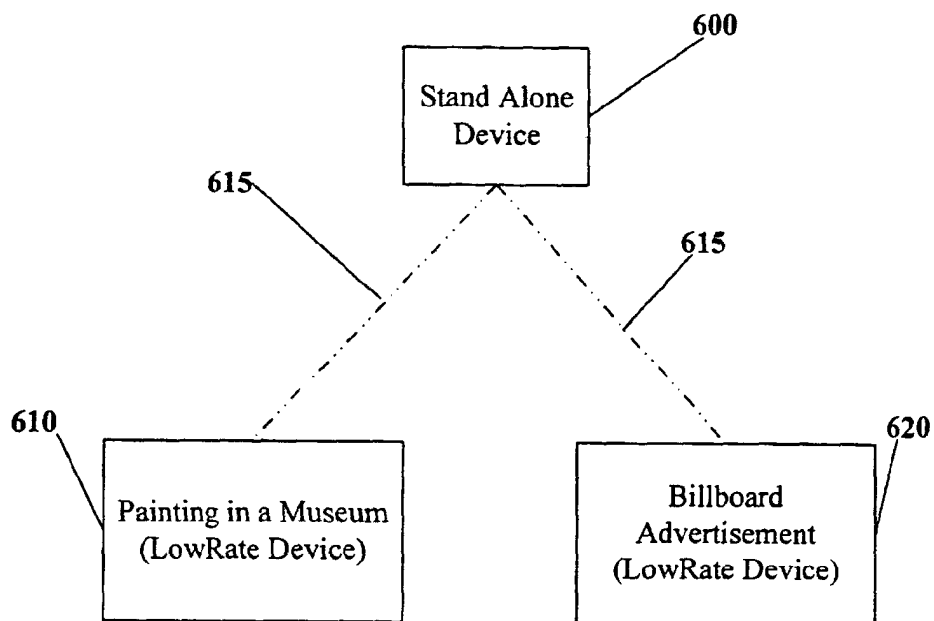 600
Stand Alone
Device
615
615
610
Painting in a Museum
(LowRate Device)
620
Billboard
Advertisement
(LowRate Device)